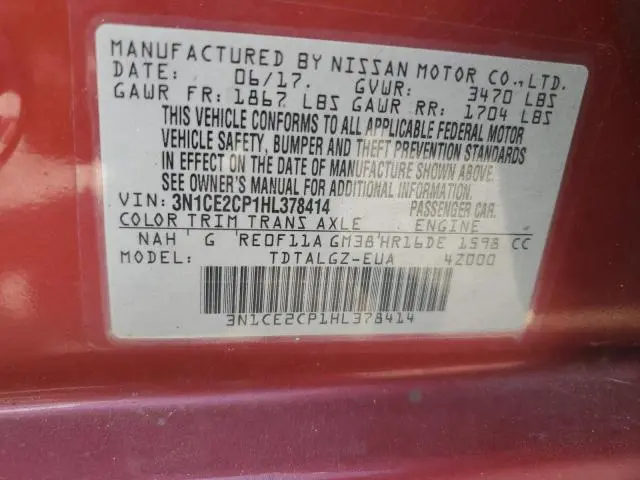 MANUFACTURED BY NISSAN MOTOR CO., LTD.
DATE: 06/17. GVWR: 3470 LBS
GAWR FR: 1867 LBS GAWR RR: 1704 LBS
THIS VEHICLE CONFORMS TO ALL APPLICABLE FEDERAL MOTOR
VEHICLE SAFETY, BUMPER AND THEFT PREVENTION STANDARDS
IN EFFECT ON THE DATE OF MANUFACTURE SHOWN ABOVE.
SEE OWNER'S MANUAL FOR ADDITIONAL INFORMATION.
VIN: 3N1CE2CP1HL378414 PASSENGER CAR.
COLOR TRIM TRANS AXLE ENGINE
NAH G RE0F11A GM38 HR16DE 1598 CC
MODEL: TDTALGZ-EUA 4Z000
3N1CE2CP1HL378414